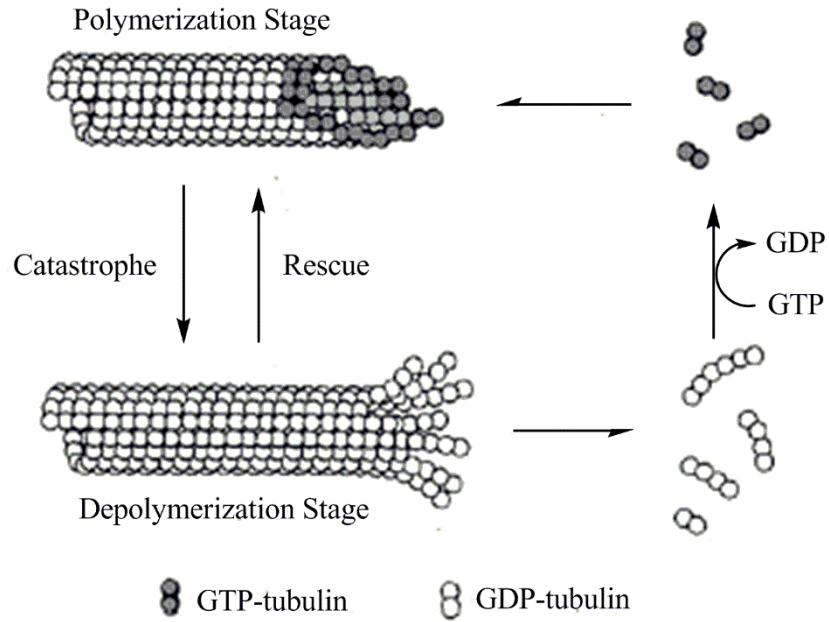 Polymerization Stage
Catastrophe
Rescue
GDP
GTP
Depolymerization Stage
GTP-tubulin
GDP-tubulin